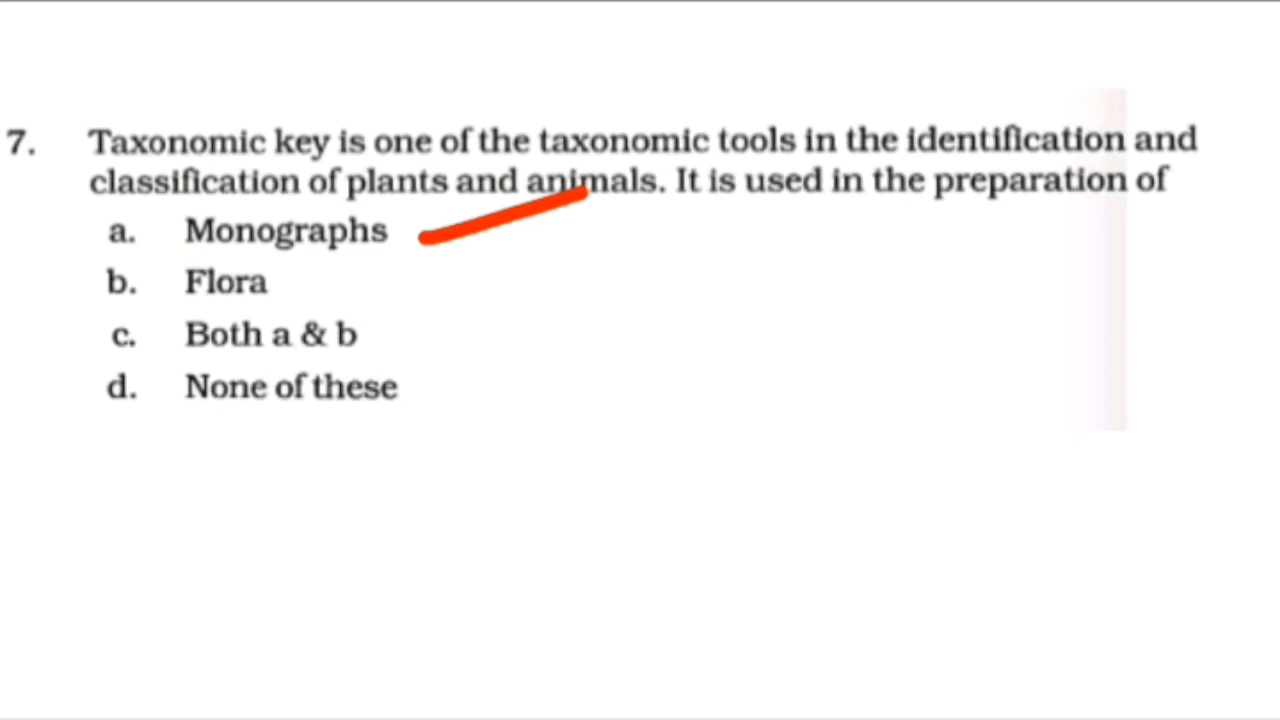 7. Taxonomic key is one of the taxonomic tools in the identification and
classification of plants and animals. It is used in the preparation of
a. Monographs
b. Flora
c. Both a & b
d. None of these